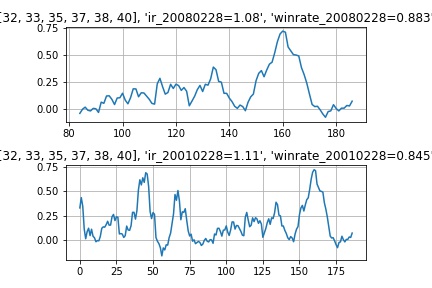 [32, 33, 35, 37, 38, 40], 'ir_20080228=1.08', 'winrate_20080228=0.883'
0.75
0.50
0.25
0.00
80 100 120 140 160 180
[32, 33, 35, 37, 38, 40], 'ir_20010228=1.11', 'winrate_20010228=0.845'
0.75
0.50
0.25
0.00
0 25 50 75 100 125 150 175